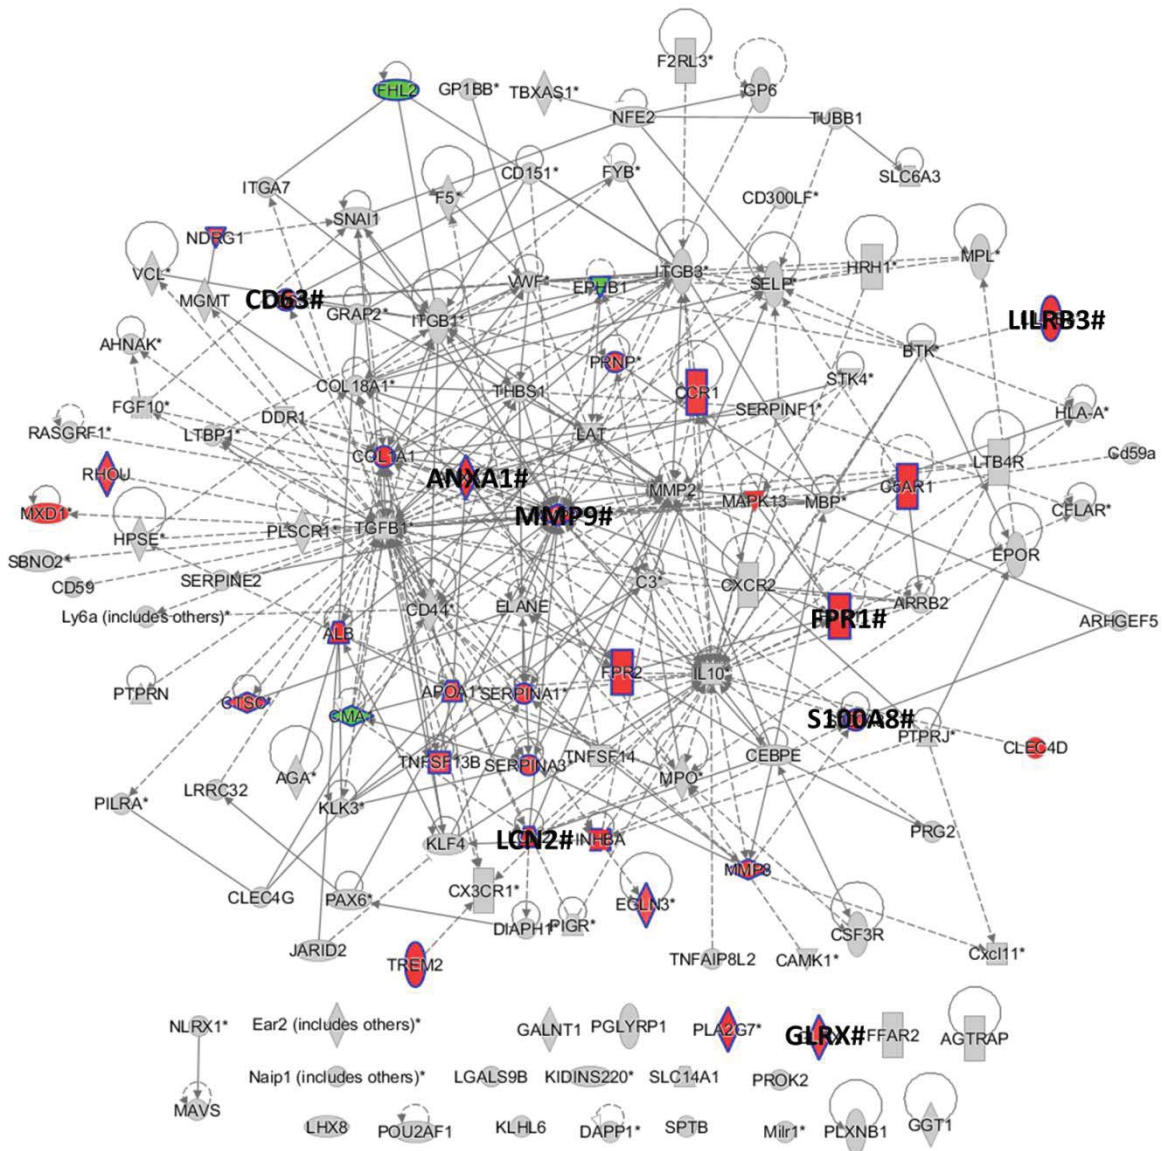 F2RL3*
FHL2
GP1BB*
TBXAS1*
GP6
NFE2
TUBB1
ITGA7
F5*
CD151*
FYB*
SLC6A3
SNAI1
CD300LF*
NDRG1
VCL*
MGMT
CD63#
GRAP2*
ITGB1*
VWF*
EPHB1
ITGB3*
SELP*
HRH1*
MPL*
LILRB3#
AHNAK*
COL18A1*
THBS1
PRNP*
CCR1
STK4*
BTK*
FGF10*
DDR1
SERPINF1*
HLA-A*
RASGRF1*
LTBP1*
LAT
COL1A1
RHOU
ANXA1#
MMP2
MAPK13
MBP*
C5AR1
LTB4R
Cd59a
MXD1*
HPSE*
PLSCR1*
TGFB1*
MMP9#
CFLAR*
SBNO2*
CD59
SERPINE2
C3*
CXCR2
EPOR
Ly6a (includes others)*
CD44*
ELANE
ARRB2
FPR1#
ARHGEF5
ALB
PTPRN
CTSC*
CMA1
APOA1*
SERPINA1*
FPR2
IL10*
S100A8#
PTPRJ*
CLEC4D
AGA*
TNFSF13B
SERPINA3*
TNFSF14
MPO*
CEBPE
PILRA*
LRRC32
KLK3*
KLF4
LCN2#
INHBA
PRG2
MMP8
CLEC4G
PAX6*
CX3CR1*
EGLN3*
DIAPH1*
PIGR*
CSF3R
JARID2
TREM2
TNFAIP8L2
CAMK1*
Cxcl11*
NLRX1*
Ear2 (includes others)*
GALNT1
PGLYRP1
PLA2G7*
GLRX#
FFAR2
AGTRAP
Naip1 (includes others)*
LGALS9B
KIDINS220*
SLC14A1
PROK2
MAVS
LHX8
POU2AF1
KLHL6
DAPP1*
SPTB
Milr1*
PLXNB1
GGT1